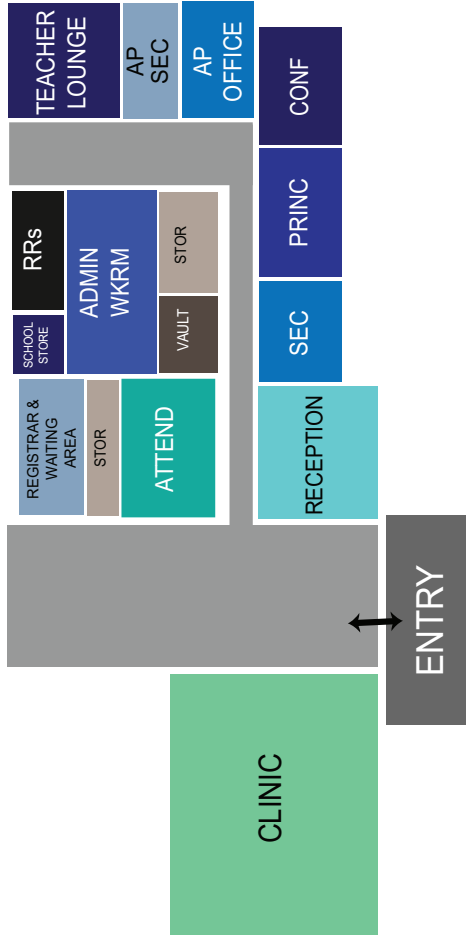 TEACHER
LOUNGE
AP
SEC
AP
OFFICE
CONF
RRs
ADMIN
WKRM
STOR
PRINC
SCHOOL
STORE
VAULT
SEC
REGISTRAR &
WAITING
AREA
STOR
ATTEND
RECEPTION
ENTRY
CLINIC